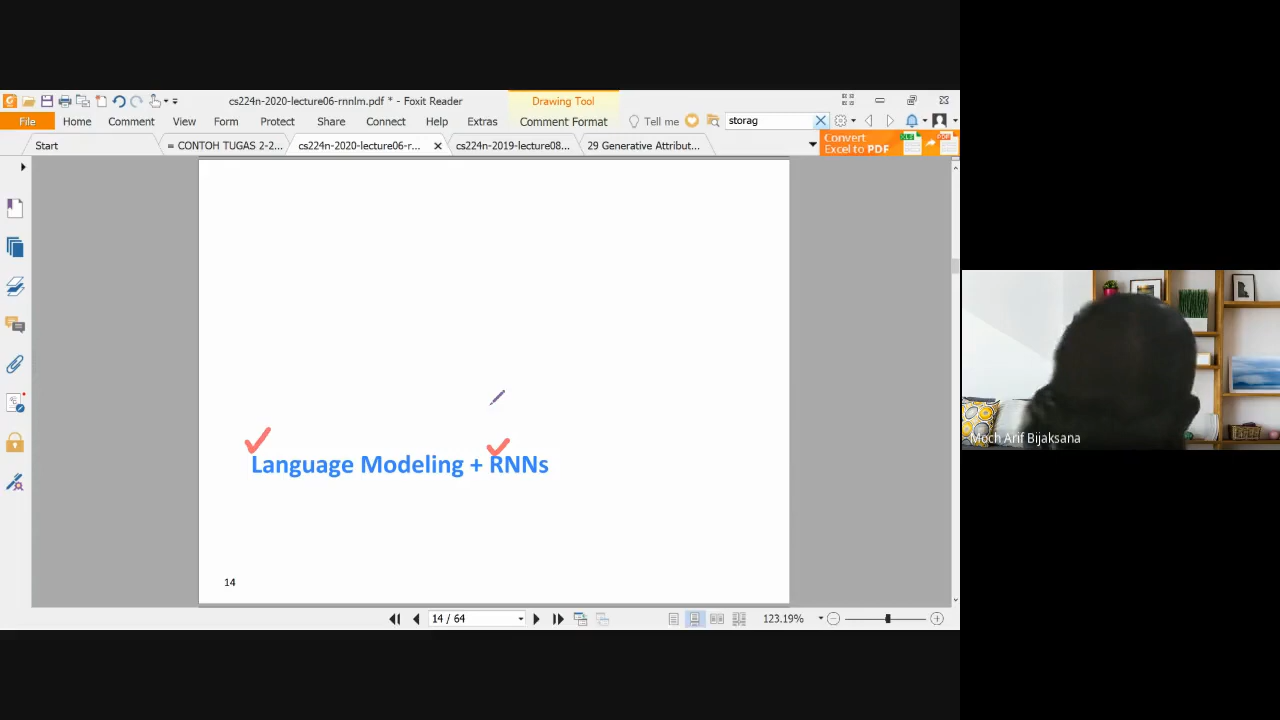 cs224n-2020-lecture06-rnnlm.pdf * - Foxit Reader
Drawing Tool
File Home Comment View Form Protect Share Connect Help Extras Comment Format Tell me storag
Start = CONTOH TUGAS 2-2... cs224n-2020-lecture06-r... cs224n-2019-lecture08... 29 Generative Attribut...
Convert
Excel to PDF
Language Modeling + RNNs
14
Moch Arif Bijaksana
14 / 64 123.19%